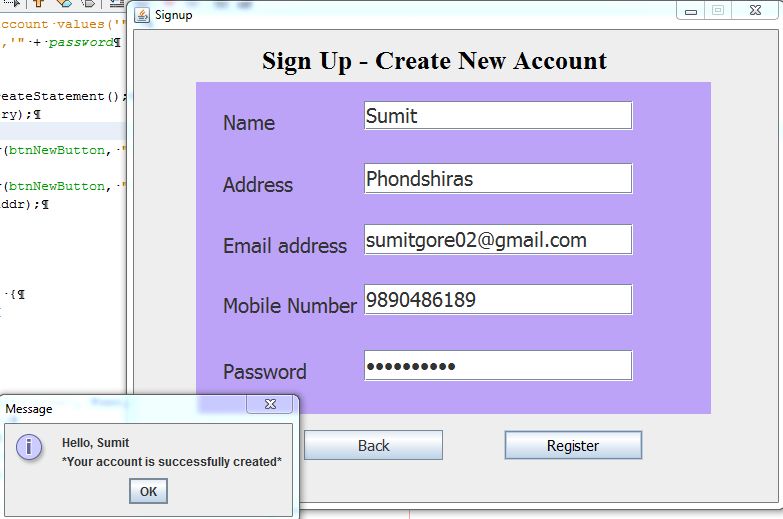 ccount·values('"
,'"·+·password¶
eateStatement();
ry);¶
r(btnNewButton,·"
r(btnNewButton,·"
ddr);¶
·{¶
Signup
Sign Up - Create New Account
Name
Sumit
Address
Phondshiras
Email address
sumitgore02@gmail.com
Mobile Number
9890486189
Password
••••••••••
Back
Register
Message
Hello, Sumit
*Your account is successfully created*
OK